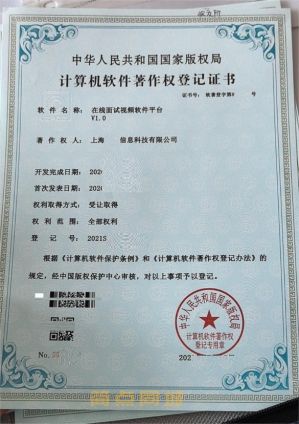 中华人民共和国国家版权局
计算机软件著作权登记证书
证书号： 软著登字第8 号
软件名称： 在线面试视频软件平台
V1.0
著作权人： 上海 信息科技有限公司
开发完成日期： 202
首次发表日期： 202
权利取得方式： 受让取得
权利范围： 全部权利
登记号： 2021S
根据《计算机软件保护条例》和《计算机软件著作权登记办法》的
规定，经中国版权保护中心审核，对以上事项予以登记。
中华人民共和国国家版权局
计算机软件著作权
登记专用章
No.
202